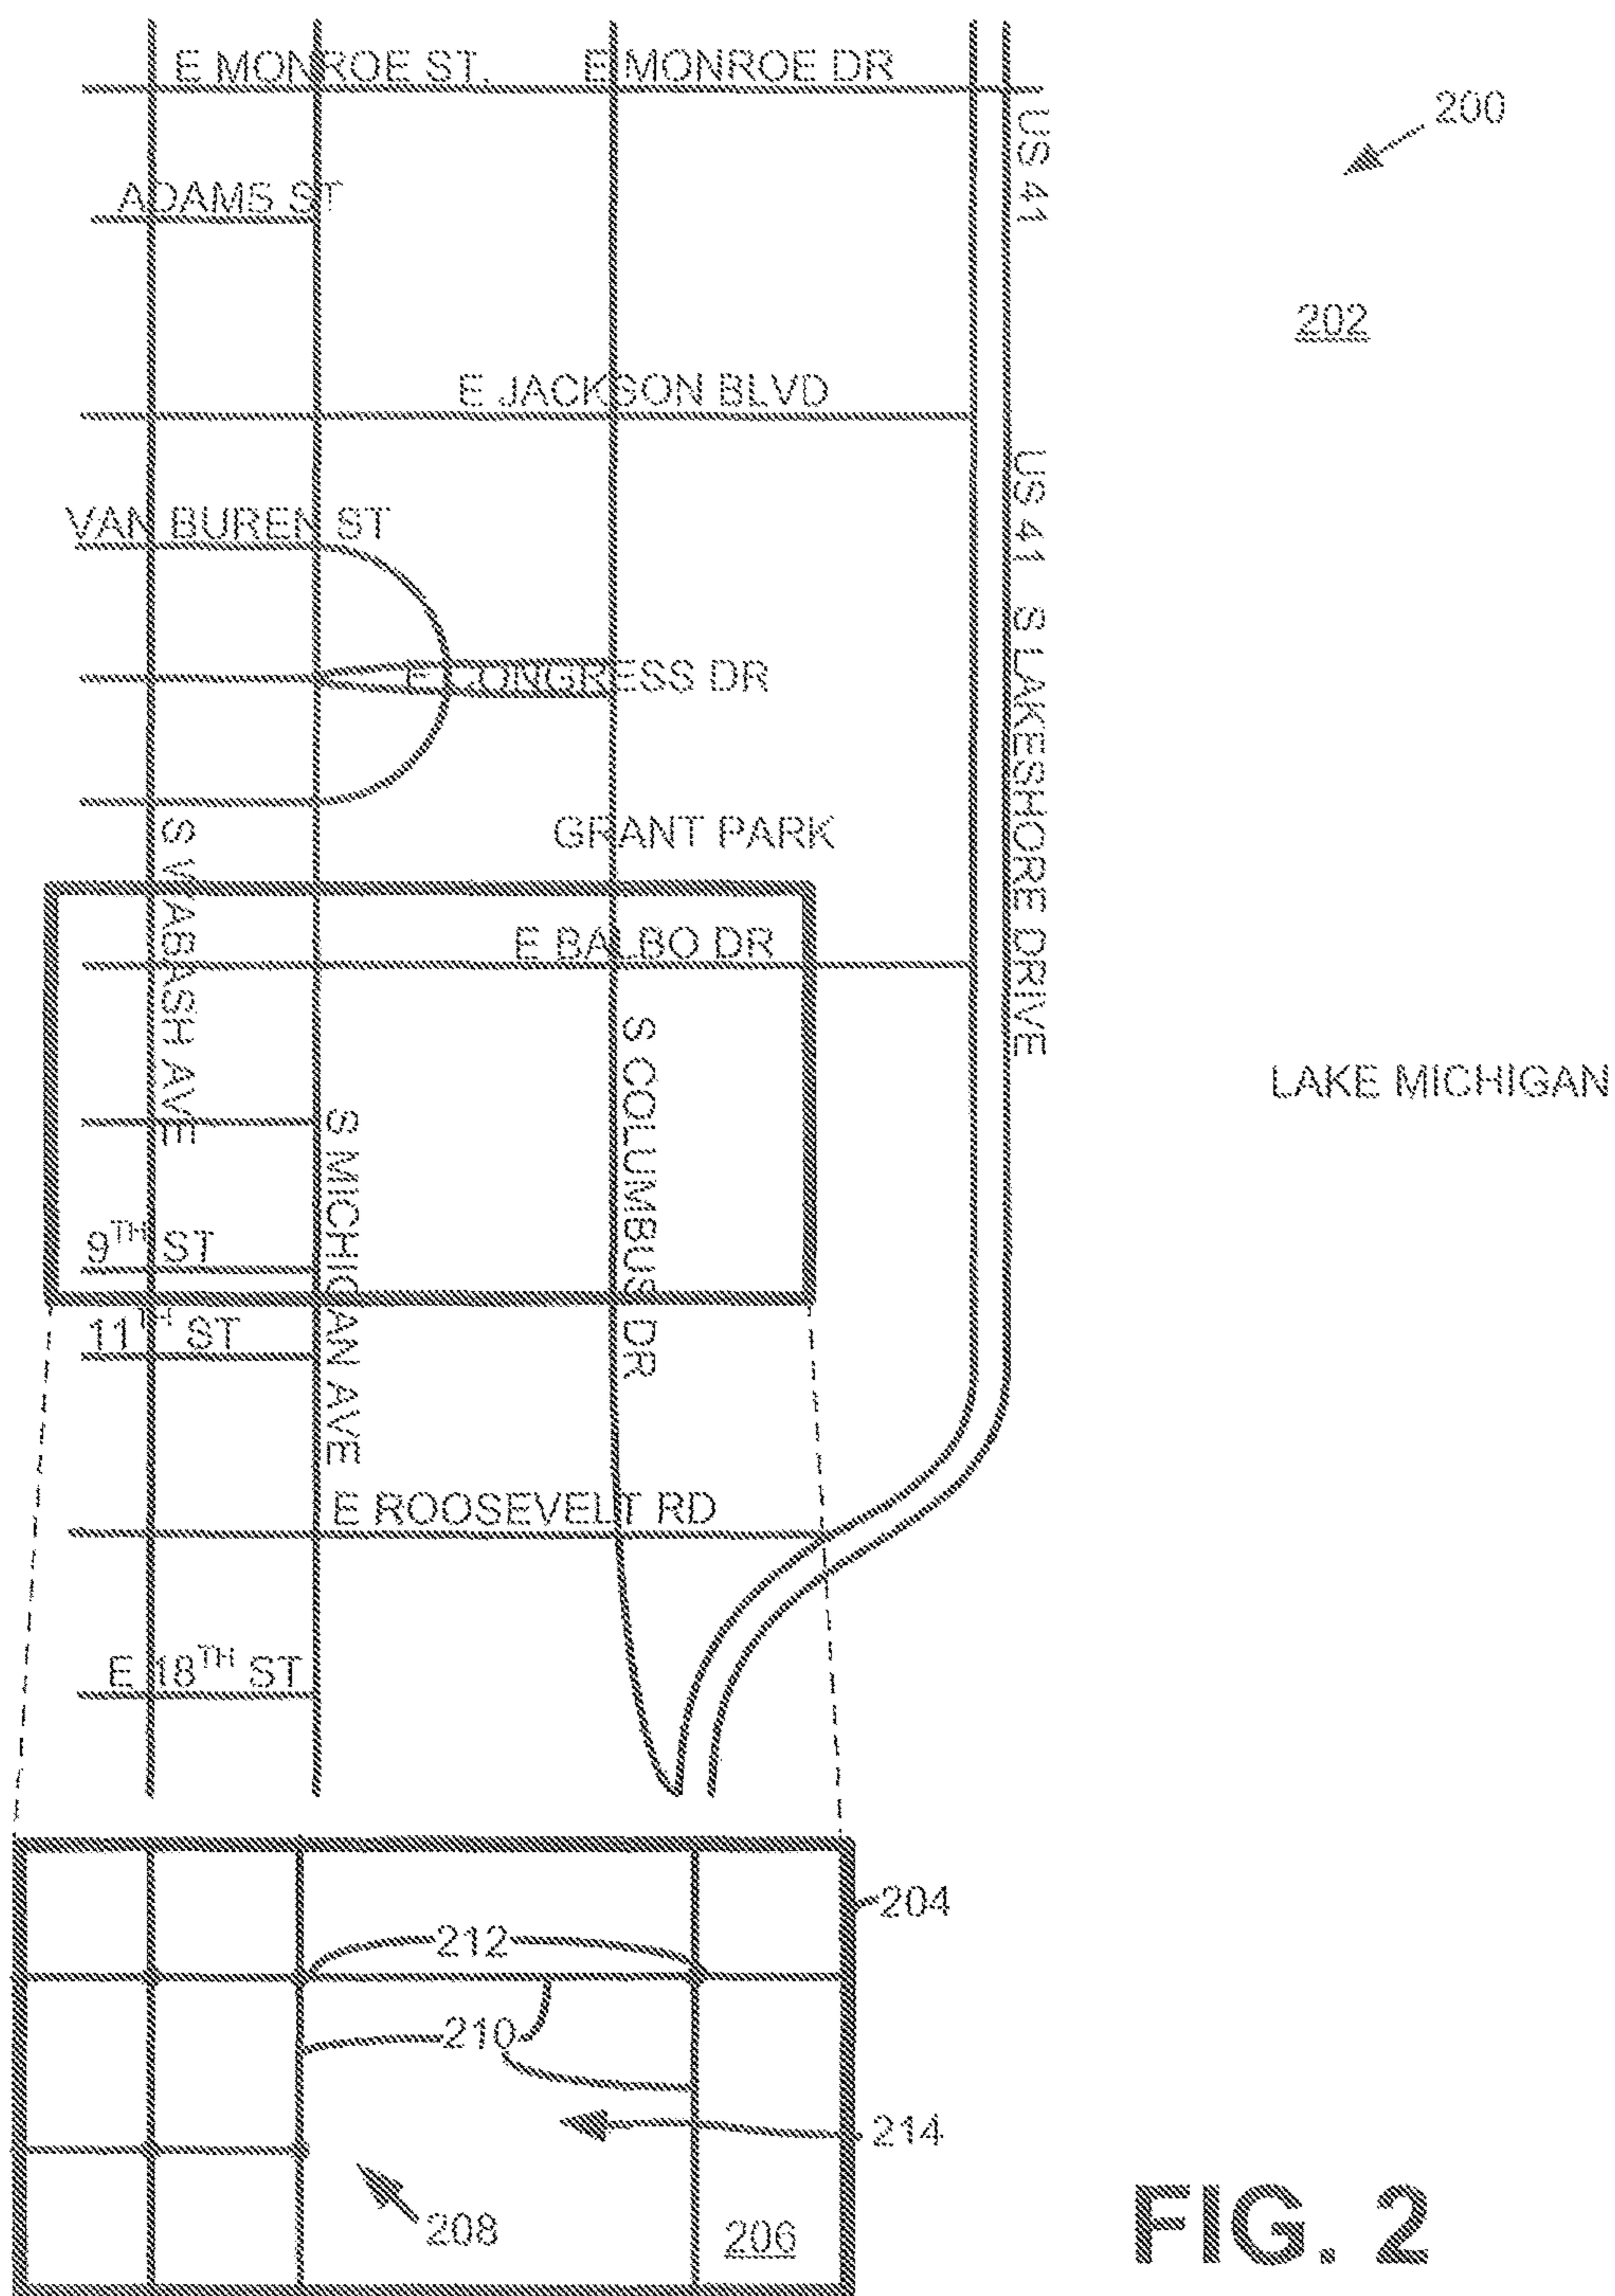 E MONROE ST.
E MONROE DR
200
US 41
ADAMS ST
202
E JACKSON BLVD
US 41 S LAKESHORE DRIVE
VAN BUREN ST
E CONGRESS DR
GRANT PARK
S WABASH AVE
E BALBO DR
S COLUMBUS DR
LAKE MICHIGAN
S MICHIGAN AVE
9TH ST
11TH ST
E ROOSEVELT RD
E 18TH ST
204
212
210
214
208
206
FIG. 2